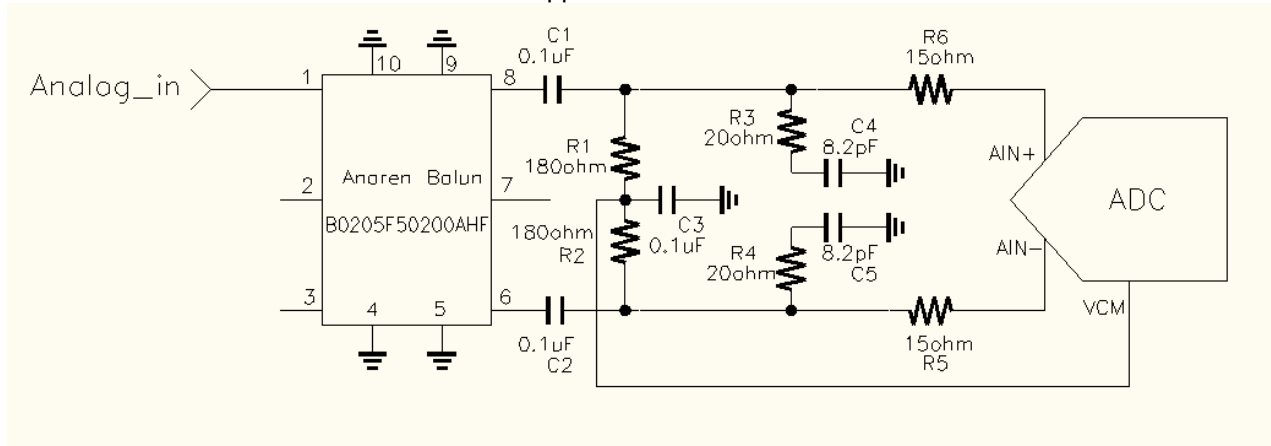 C1
0.1uF
R6
15ohm
10
9
Analog_in
1
8
R3
20ohm
C4
8.2pF
R1
180ohm
AIN+
Anaren Balun
2
7
ADC
B0205F50200AHF
180ohm
R2
C3
0.1uF
R4
20ohm
8.2pF
C5
AIN-
3
4
5
6
VCM
0.1uF
C2
15ohm
R5